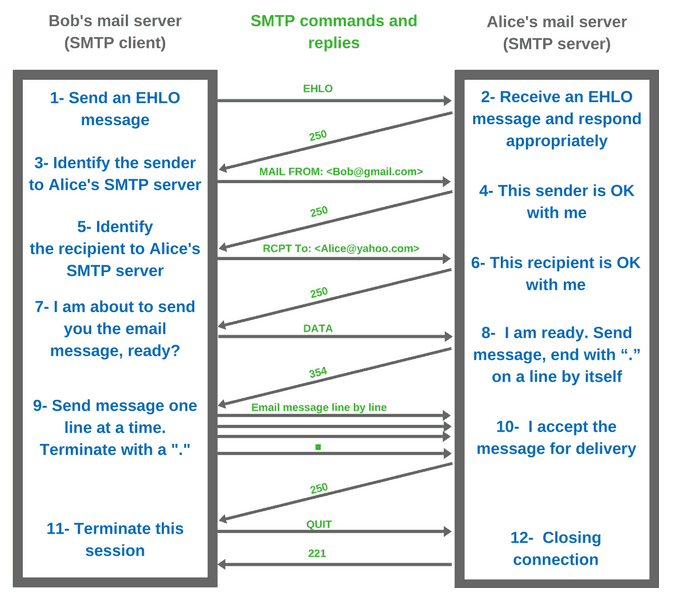 Bob's mail server
(SMTP client)
SMTP commands and
replies
Alice's mail server
(SMTP server)
1- Send an EHLO
message
EHLO
2- Receive an EHLO
message and respond
appropriately
250
3- Identify the sender
to Alice's SMTP server
MAIL FROM: <Bob@gmail.com>
4- This sender is OK
with me
250
5- Identify
the recipient to Alice's
SMTP server
RCPT To: <Alice@yahoo.com>
6- This recipient is OK
with me
250
7- I am about to send
you the email
message, ready?
DATA
8- I am ready. Send
message, end with “.”
on a line by itself
354
9- Send message one
line at a time.
Terminate with a "."
Email message line by line
.
10- I accept the
message for delivery
250
11- Terminate this
session
QUIT
12- Closing
connection
221